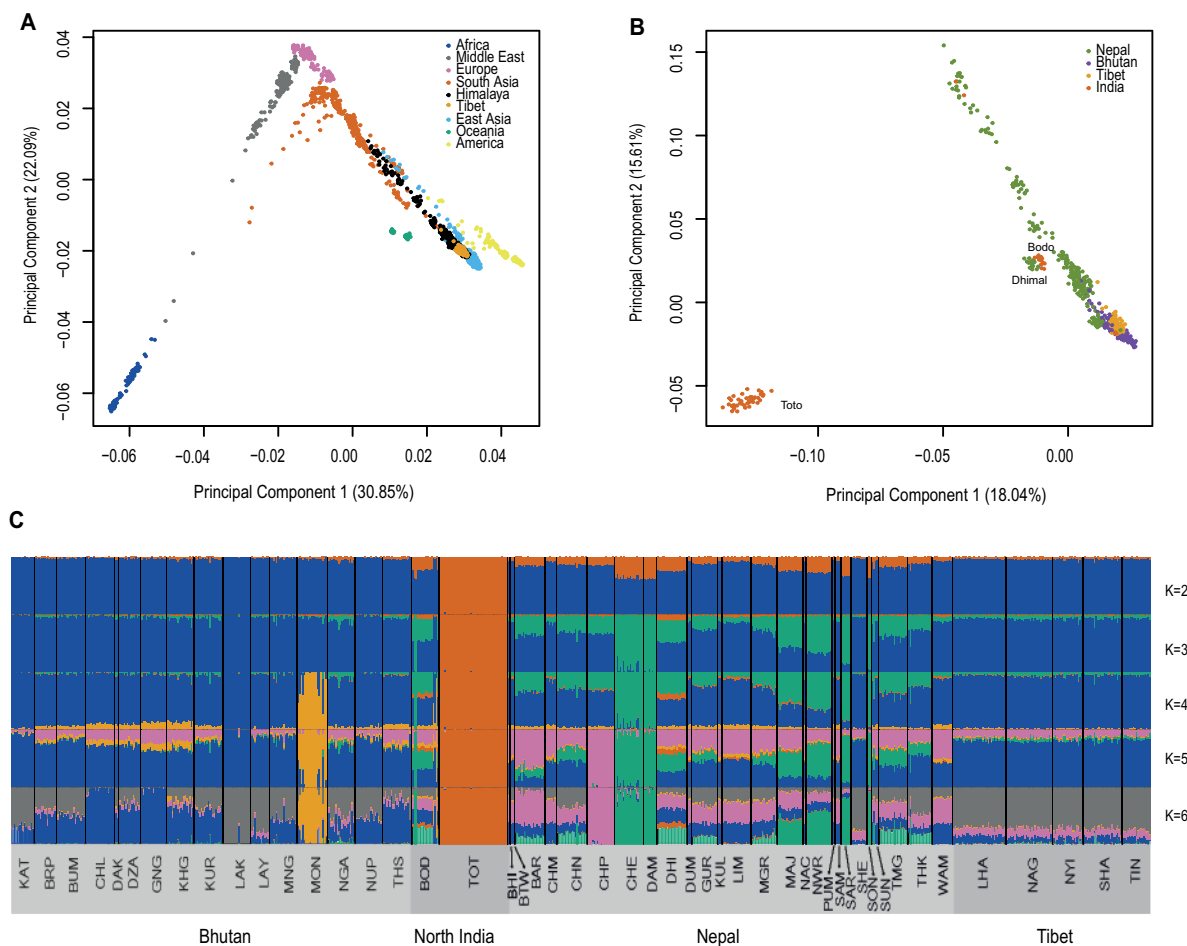 A
0.04
0.02
0.00
−0.02
−0.04
−0.06
Principal Component 2 (22.09%)
Africa
Middle East
Europe
South Asia
Himalaya
Tibet
East Asia
Oceania
America
−0.06
−0.04
−0.02
0.00
0.02
0.04
Principal Component 1 (30.85%)
B
0.15
0.10
0.05
0.00
−0.05
Principal Component 2 (15.61%)
Nepal
Bhutan
Tibet
India
Bodo
Dhimal
Toto
−0.10
−0.05
0.00
Principal Component 1 (18.04%)
C
K=2
K=3
K=4
K=5
K=6
KAT
BRP
BUM
CHL
DAK
DZA
GNG
KHG
KUR
LAK
LAY
MNG
MON
NGA
NUP
THS
BOD
TOT
BHI
BTW
BAR
CHM
CHN
CHP
CHE
DAM
DHI
DUM
GUR
KUL
LIM
MGR
MAJ
NAC
NWR
PUM
SAM
SAR
SHE
SON
SUN
TMG
THK
WAM
LHA
NAG
NYI
SHA
TIN
Bhutan
North India
Nepal
Tibet